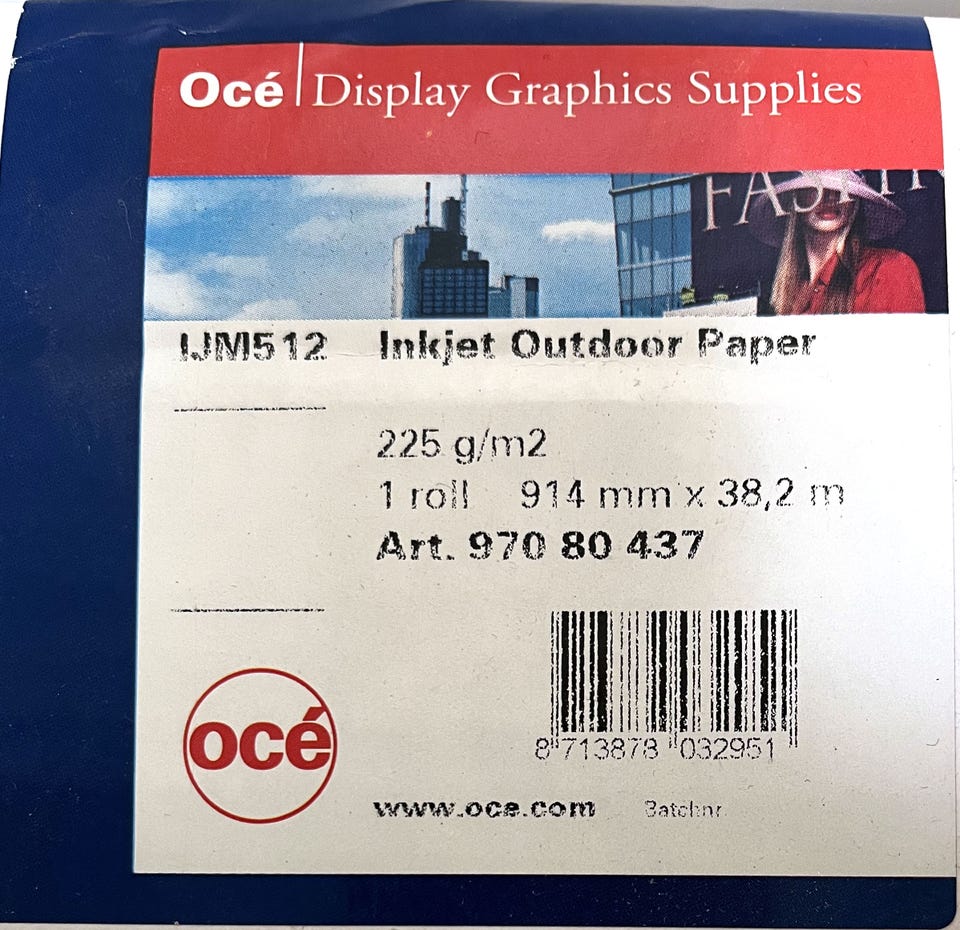 Océ Display Graphics Supplies
FASHION
IJM512 Inkjet Outdoor Paper
225 g/m2
1 roll 914 mm x 38,2 m
Art. 970 80 437
8 713878 032951
océ
www.oce.com Batchnr.